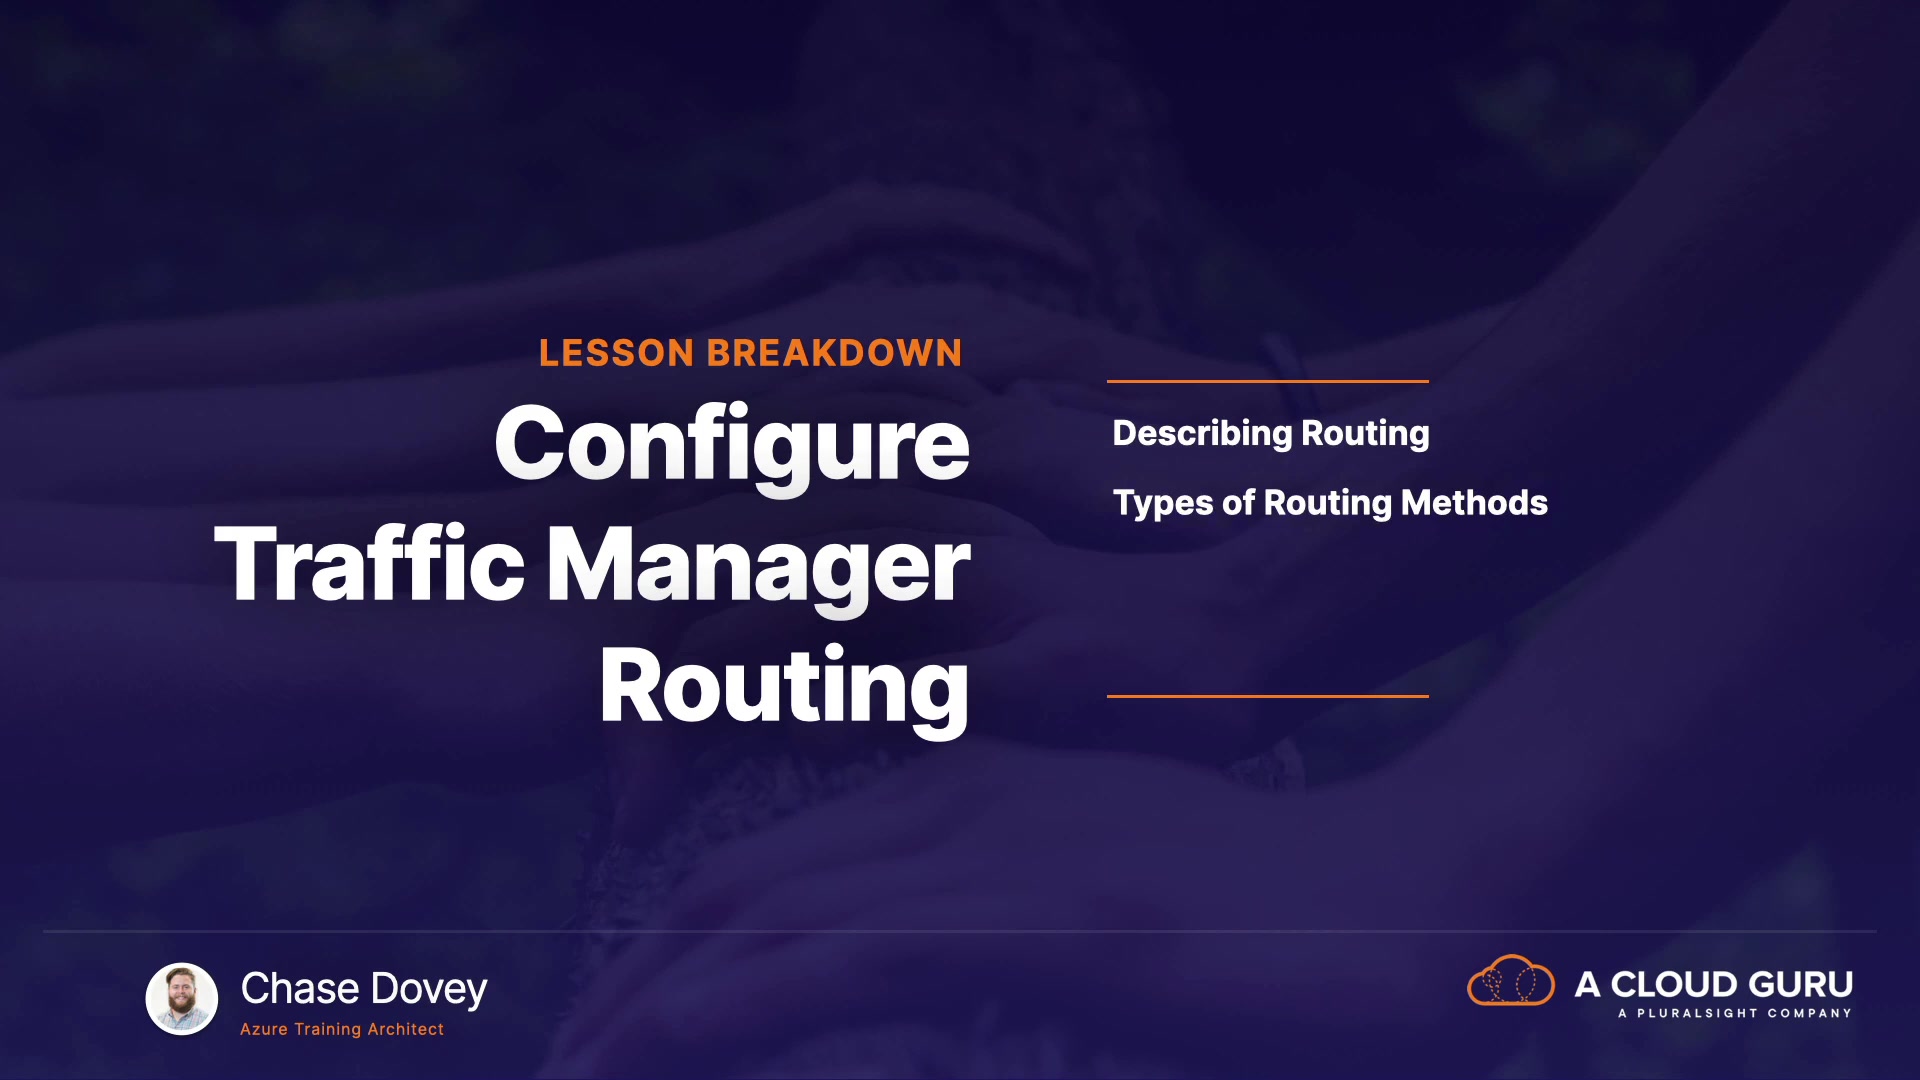 LESSON BREAKDOWN
Configure
Traffic Manager
Routing
Describing Routing
Types of Routing Methods
Chase Dovey
Azure Training Architect
A CLOUD GURU
A PLURALSIGHT COMPANY